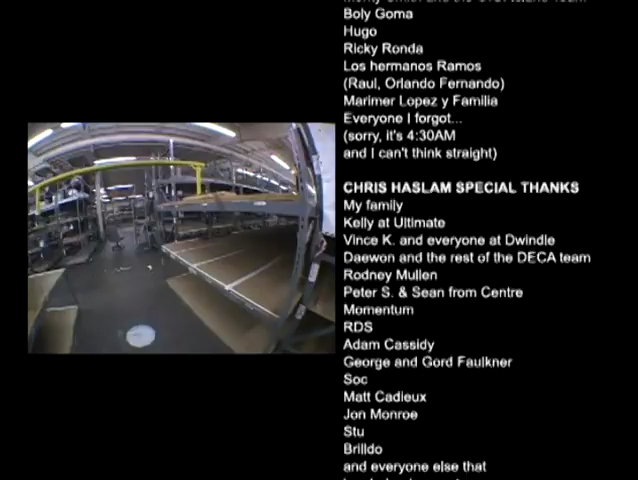 Boly Goma
Hugo
Ricky Ronda
Los hermanos Ramos
(Raul, Orlando Fernando)
Marimer Lopez y Familia
Everyone I forgot...
(sorry, it's 4:30AM
and I can't think straight)
CHRIS HASLAM SPECIAL THANKS
My family
Kelly at Ultimate
Vince K. and everyone at Dwindle
Daewon and the rest of the DECA team
Rodney Mullen
Peter S. & Sean from Centre
Momentum
RDS
Adam Cassidy
George and Gord Faulkner
Soc
Matt Cadieux
Jon Monroe
Stu
Brilldo
and everyone else that